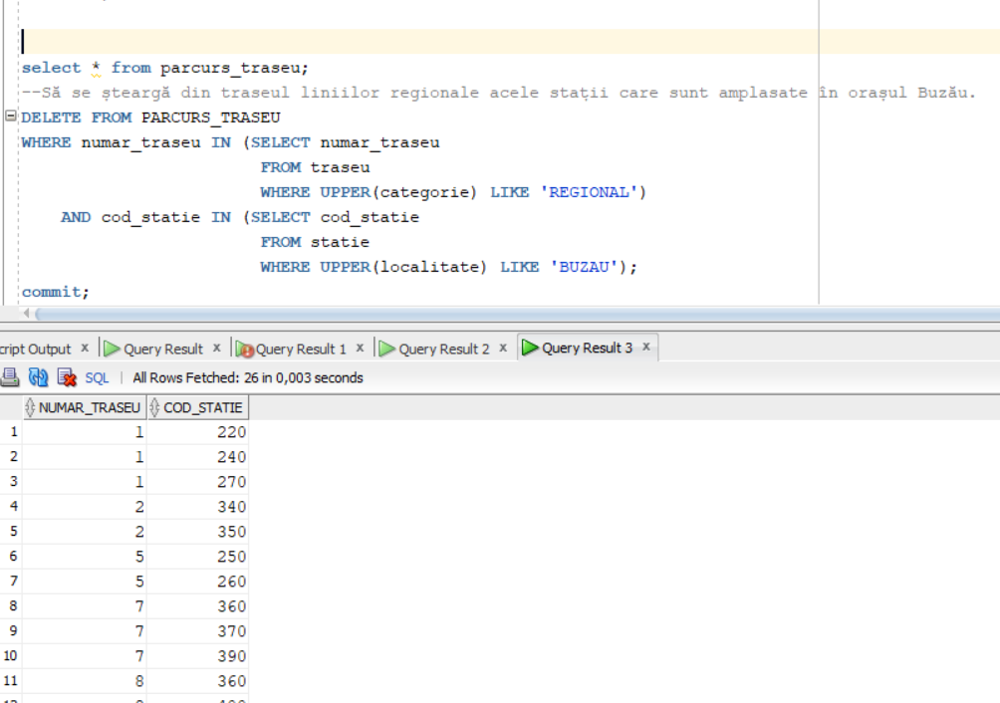 select * from parcurs_traseu;
--Să se șteargă din traseul liniilor regionale acele stații care sunt amplasate în orașul Buzău.
DELETE FROM PARCURS_TRASEU
WHERE numar_traseu IN (SELECT numar_traseu
FROM traseu
WHERE UPPER(categorie) LIKE 'REGIONAL')
AND cod_statie IN (SELECT cod_statie
FROM statie
WHERE UPPER(localitate) LIKE 'BUZAU');
commit;
cript Output x Query Result x Query Result 1 x Query Result 2 x Query Result 3 x
SQL | All Rows Fetched: 26 in 0,003 seconds
NUMAR_TRASEU COD_STATIE
1 1 220
2 1 240
3 1 270
4 2 340
5 2 350
6 5 250
7 5 260
8 7 360
9 7 370
10 7 390
11 8 360